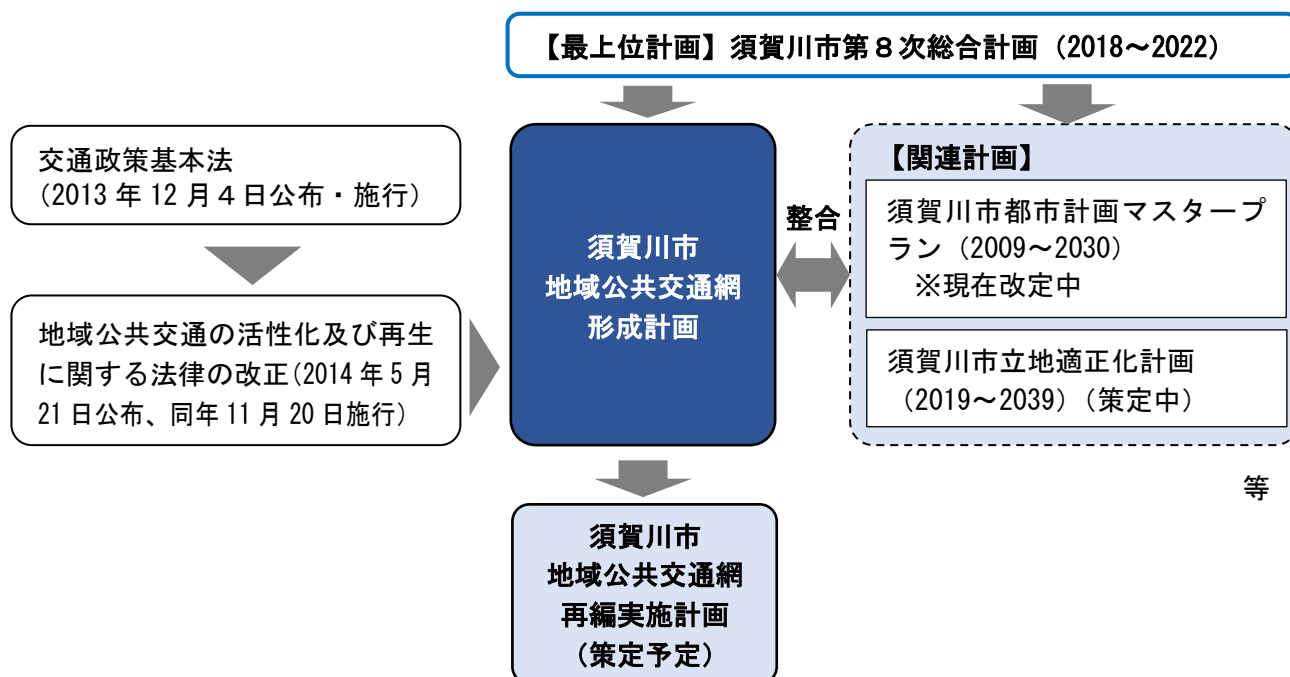 【最上位計画】須賀川市第８次総合計画（2018～2022）
交通政策基本法
（2013 年 12 月４日公布・施行）
地域公共交通の活性化及び再生
に関する法律の改正（2014 年 5 月
21 日公布、同年 11 月 20 日施行）
須賀川市
地域公共交通網
形成計画
整合
【関連計画】
須賀川市都市計画マスタープ
ラン（2009～2030）
※現在改定中
須賀川市立地適正化計画
（2019～2039）（策定中）
等
須賀川市
地域公共交通網
再編実施計画
（策定予定）